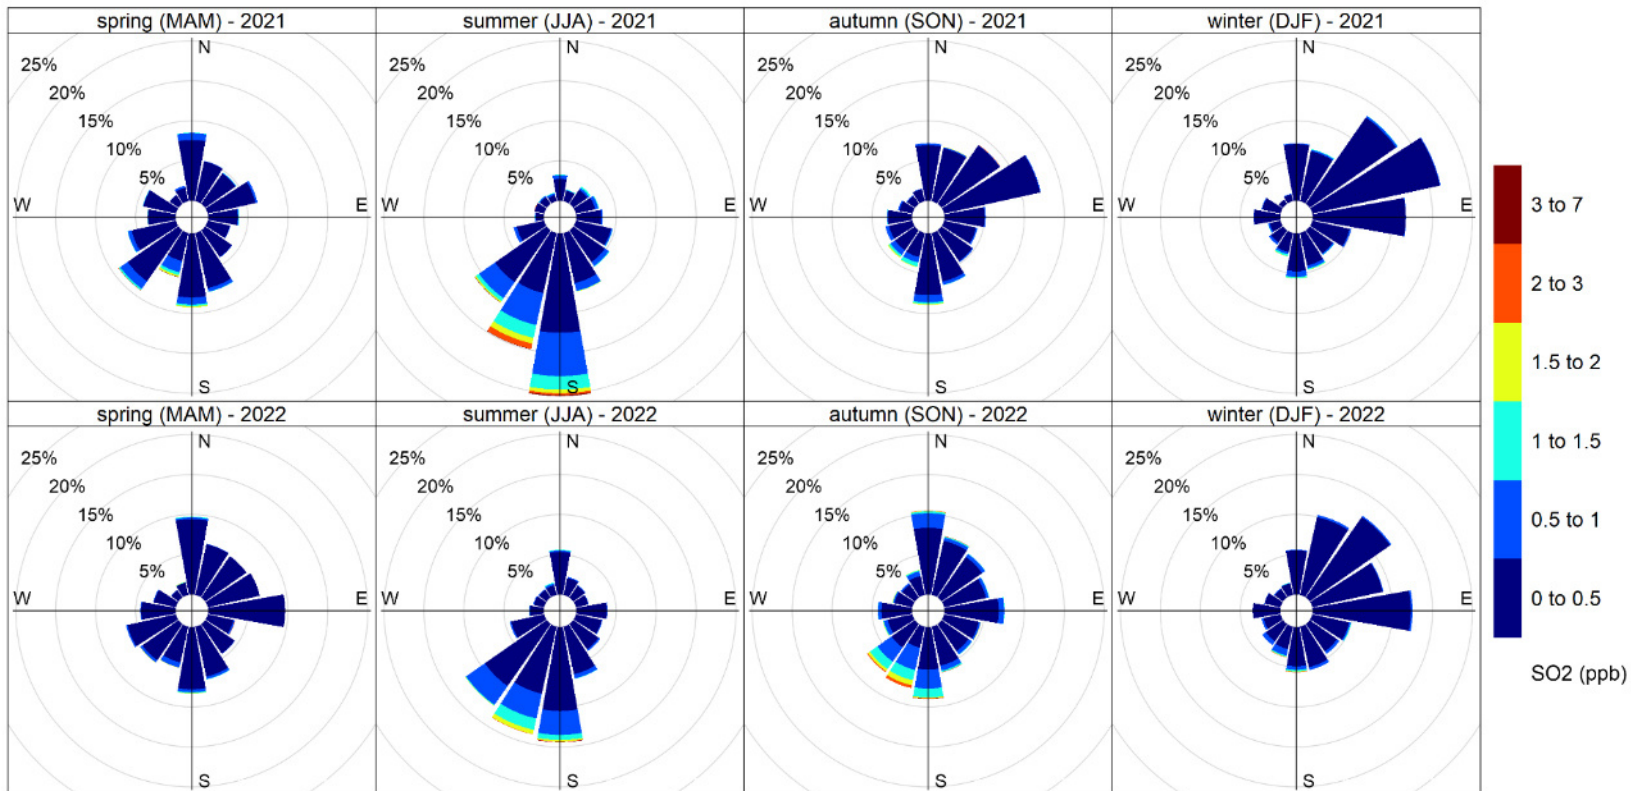 spring (MAM) - 2021
N
25%
20%
15%
10%
5%
W
E
S
summer (JJA) - 2021
N
25%
20%
15%
10%
5%
W
E
S
autumn (SON) - 2021
N
25%
20%
15%
10%
5%
W
E
S
winter (DJF) - 2021
N
25%
20%
15%
10%
5%
W
E
S
spring (MAM) - 2022
N
25%
20%
15%
10%
5%
W
E
S
summer (JJA) - 2022
N
25%
20%
15%
10%
5%
W
E
S
autumn (SON) - 2022
N
25%
20%
15%
10%
5%
W
E
S
winter (DJF) - 2022
N
25%
20%
15%
10%
5%
W
E
S
3 to 7
2 to 3
1.5 to 2
1 to 1.5
0.5 to 1
0 to 0.5
SO2 (ppb)